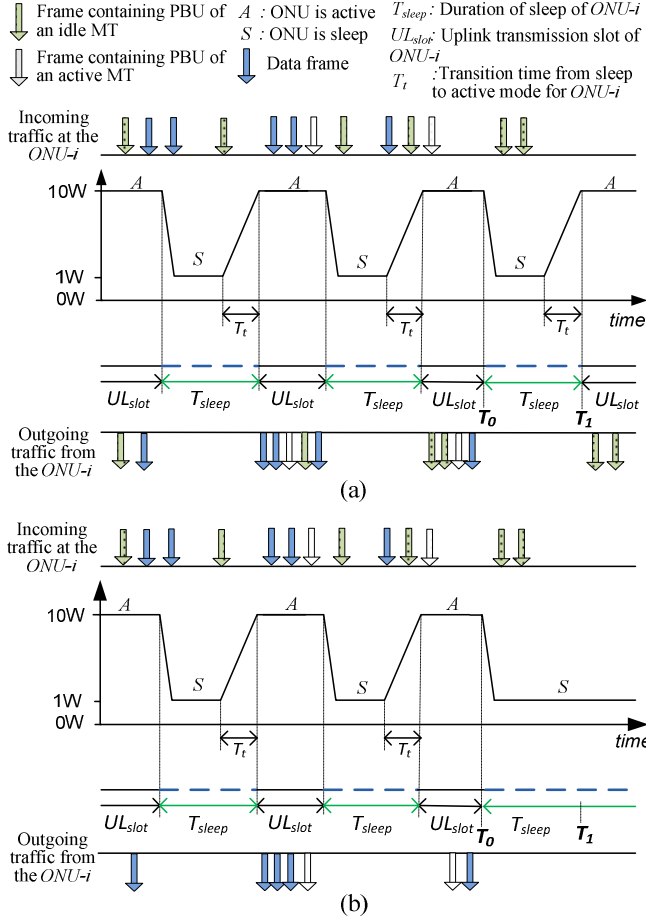 Frame containing PBU of
an idle MT
Frame containing PBU of
an active MT
A : ONU is active
S : ONU is sleep
Data frame
Tsleep: Duration of sleep of ONU-i
ULslot: Uplink transmission slot of
ONU-i
Tt :Transition time from sleep
to active mode for ONU-i
Incoming
traffic at the
ONU-i
A A A A
10W
S S S
1W
0W
Tt Tt Tt
time
ULslot Tsleep ULslot Tsleep ULslot T0 Tsleep T1 ULslot
Outgoing
traffic from
the ONU-i
(a)
Incoming
traffic at the
ONU-i
A A A
10W
S S S
1W
0W
Tt Tt
time
ULslot Tsleep ULslot Tsleep ULslot T0 Tsleep T1
Outgoing
traffic from
the ONU-i
(b)